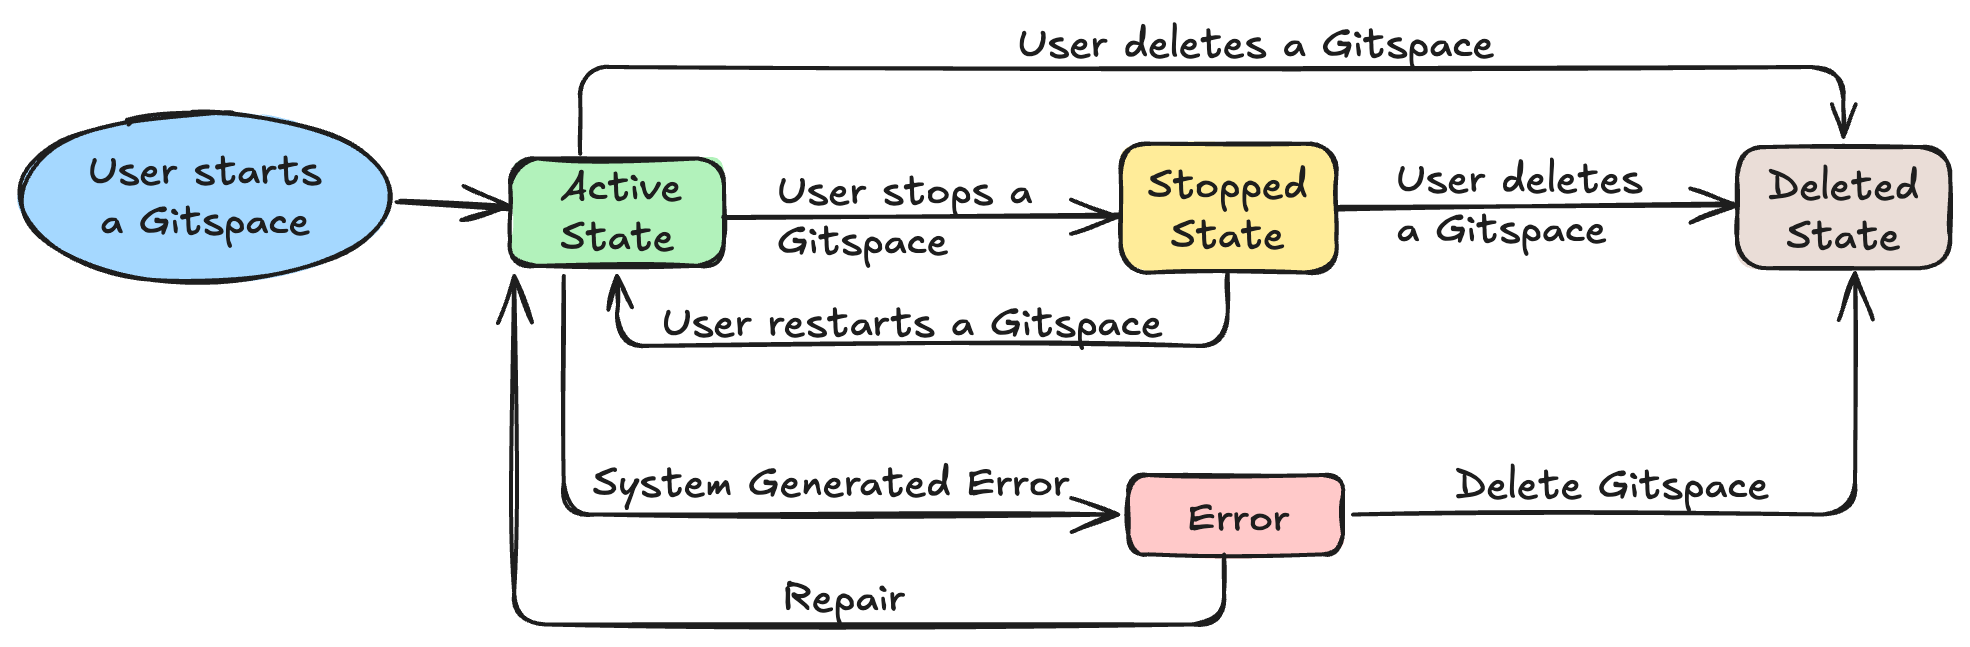 User deletes a Gitspace
User starts
a Gitspace
Active
State
User stops a
Gitspace
Stopped
State
User deletes
a Gitspace
Deleted
State
User restarts a Gitspace
System Generated Error
Error
Delete Gitspace
Repair